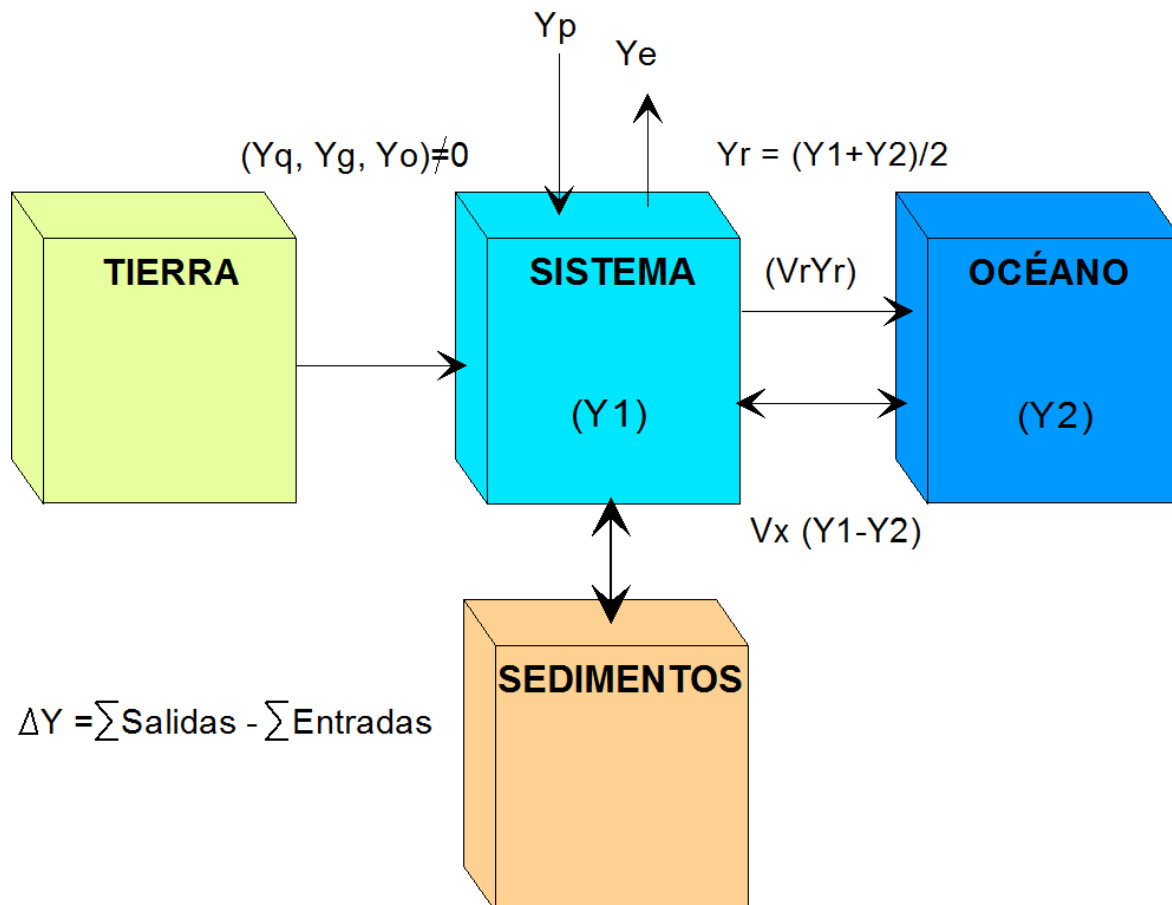 Yp
Ye
(Yq, Yg, Yo)≠0
Yr = (Y1+Y2)/2
TIERRA
SISTEMA
(VrYr)
OCÉANO
(Y1)
(Y2)
Vx (Y1-Y2)
SEDIMENTOS
ΔY =∑Salidas - ∑Entradas